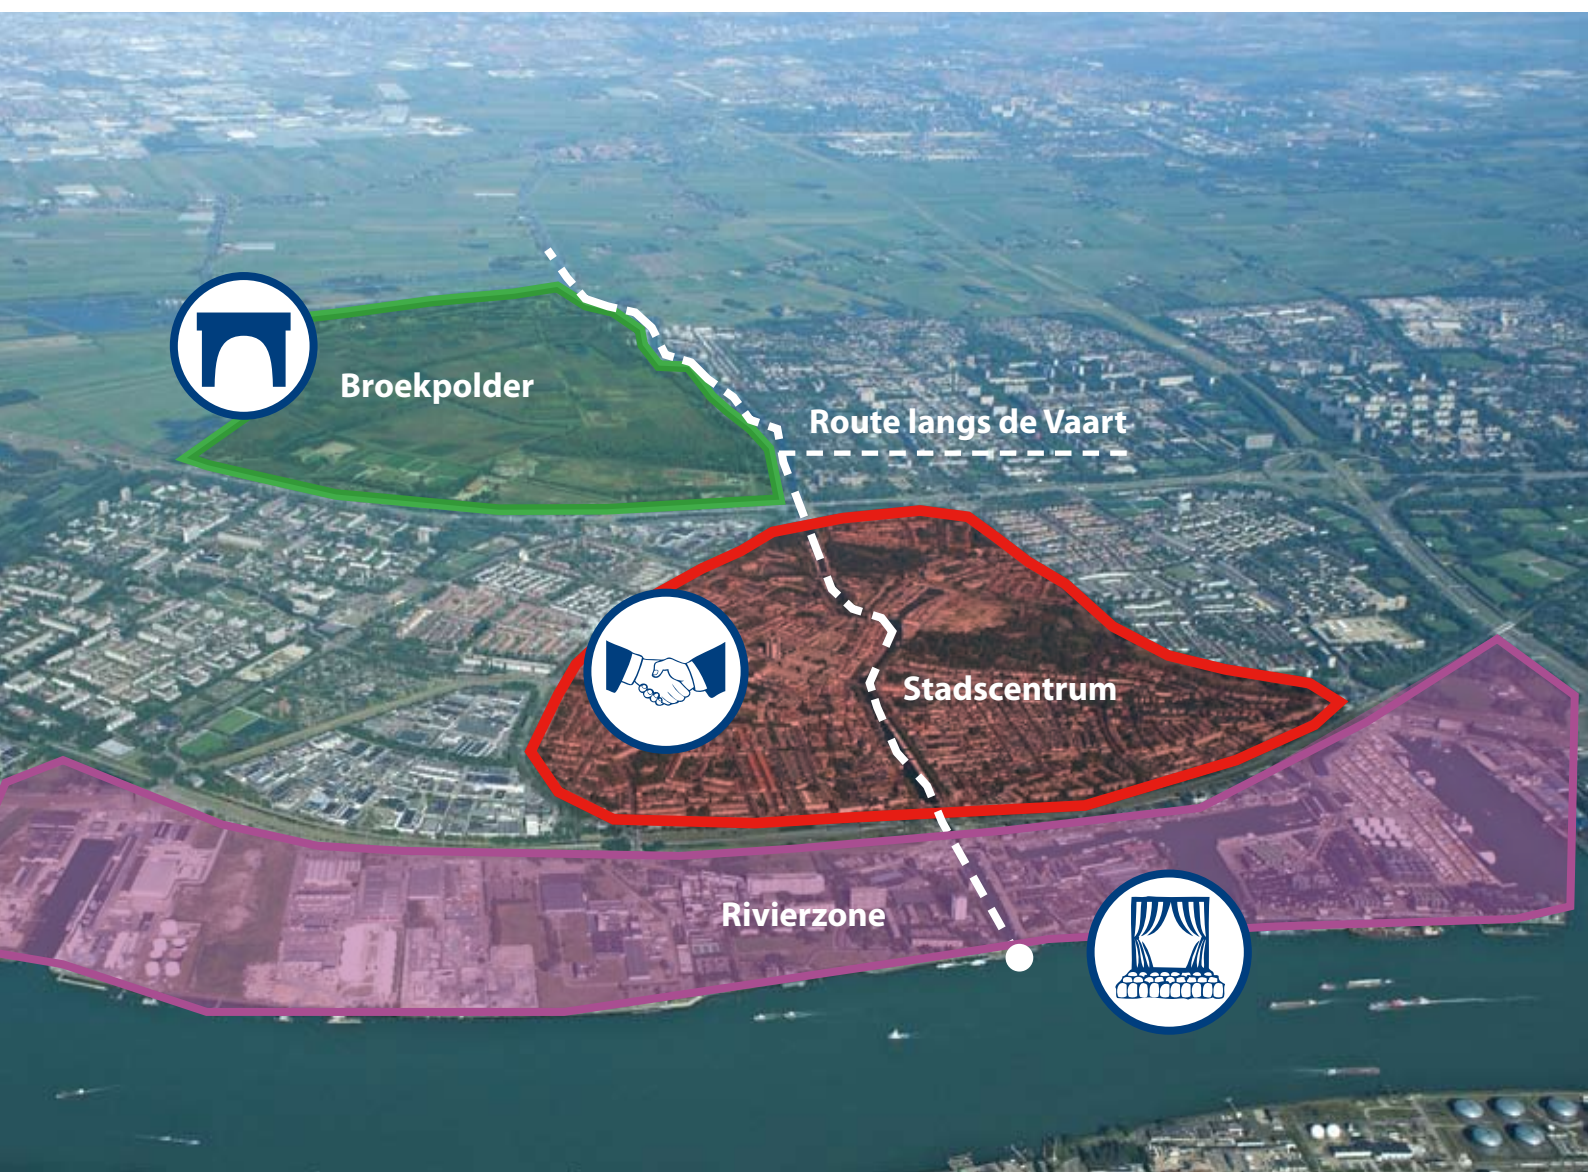 Broekpolder
Route langs de Vaart
Stadscentrum
Rivierzone